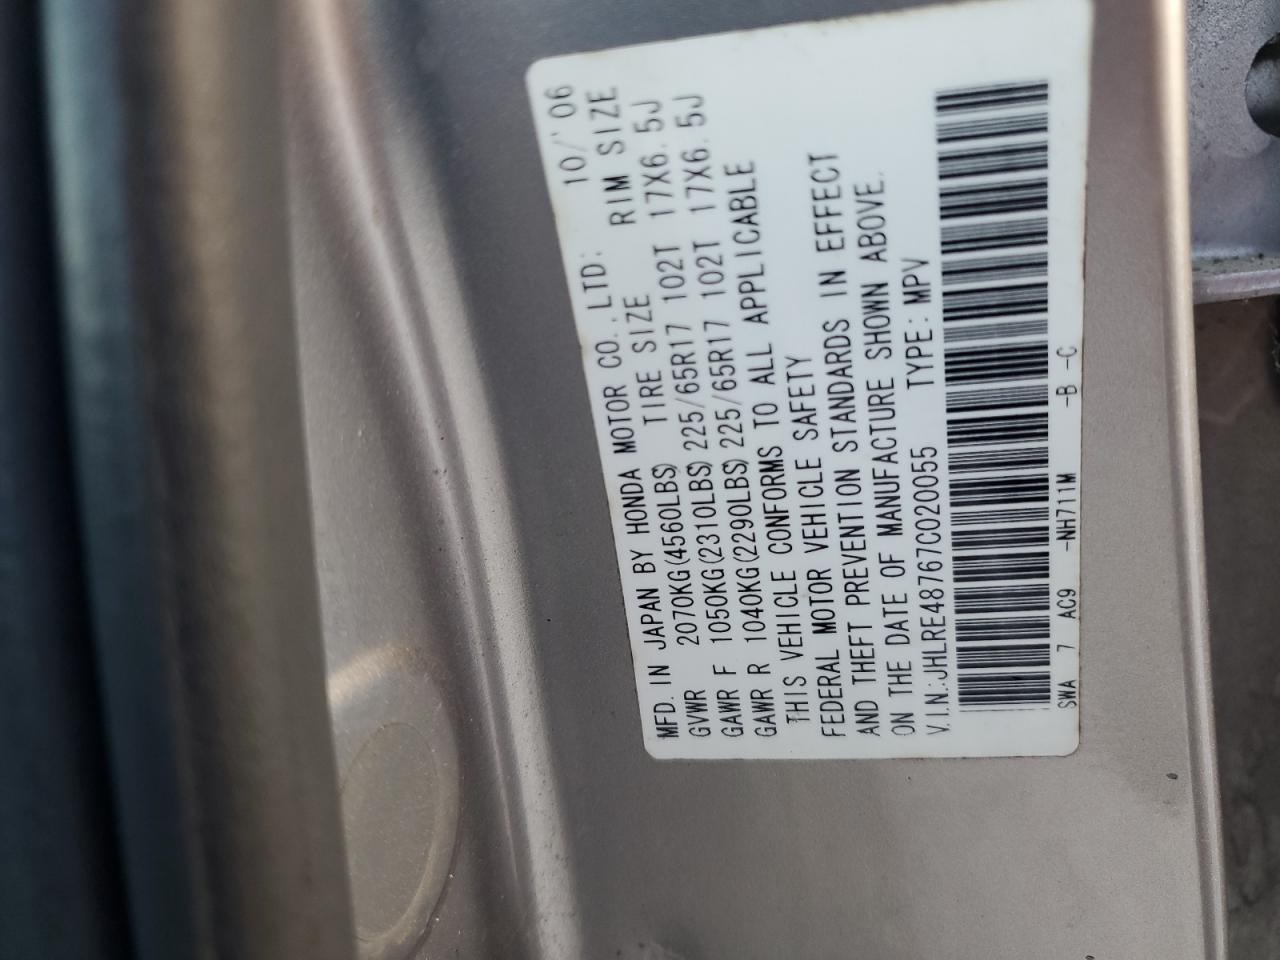 MFD. IN JAPAN BY HONDA MOTOR CO., LTD: 10/'06
GVWR 2070KG(4560LBS) TIRE SIZE RIM SIZE
GAWR F 1050KG(2310LBS) 225/65R17 102T 17X6.5J
GAWR R 1040KG(2290LBS) 225/65R17 102T 17X6.5J
THIS VEHICLE CONFORMS TO ALL APPLICABLE
FEDERAL MOTOR VEHICLE SAFETY
AND THEFT PREVENTION STANDARDS IN EFFECT
ON THE DATE OF MANUFACTURE SHOWN ABOVE.
V.I.N.:JHLRE48767C020055 TYPE:MPV
SWA 7 AC9 -NH711M -B -C